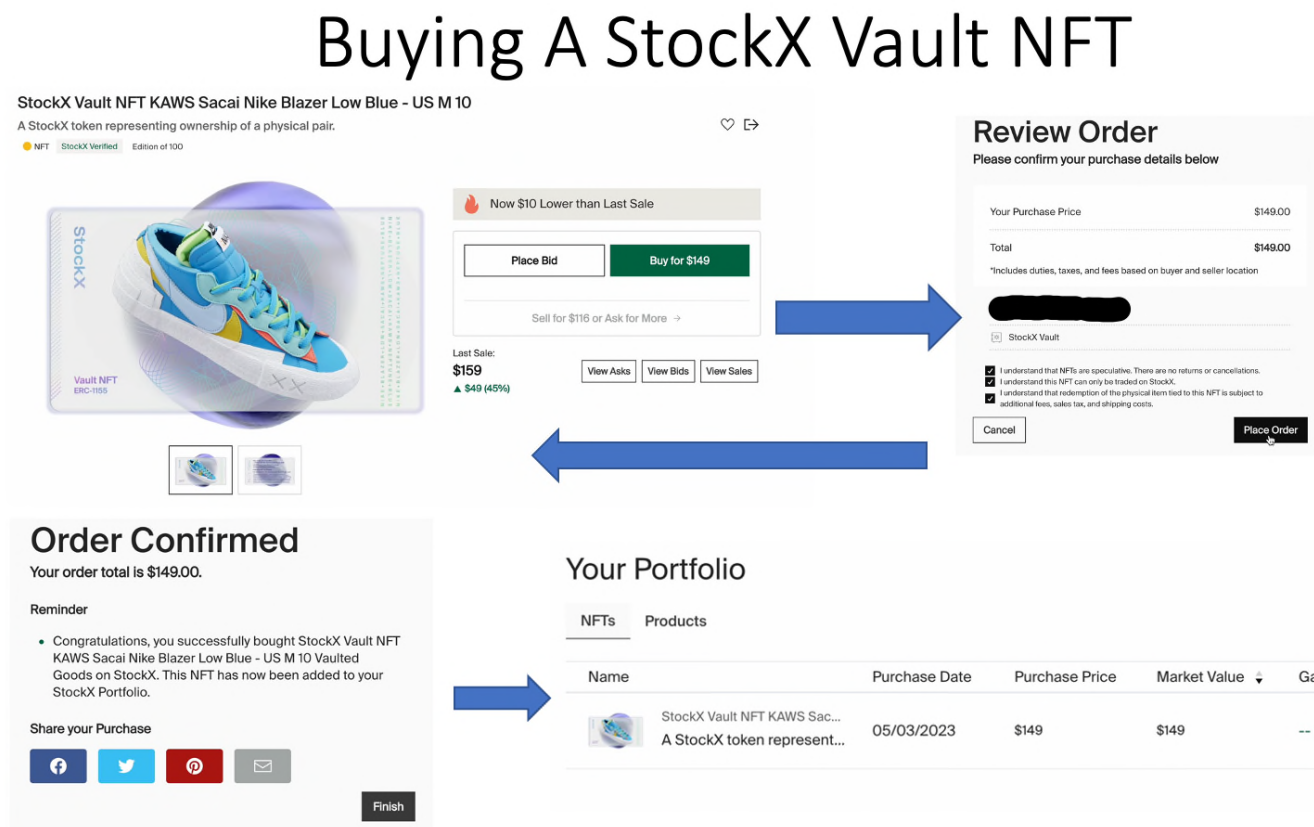 Buying A StockX Vault NFT
StockX Vault NFT KAWS Sacai Nike Blazer Low Blue - US M 10
A StockX token representing ownership of a physical pair.
NFT StockX Verified Edition of 100
StockX
Vault NFT
ERC-1155
Now $10 Lower than Last Sale
Place Bid Buy for $149
Sell for $116 or Ask for More →
Last Sale:
$159
▲ $49 (45%)
View Asks View Bids View Sales
Review Order
Please confirm your purchase details below
Your Purchase Price $149.00
Total $149.00
*Includes duties, taxes, and fees based on buyer and seller location
StockX Vault
I understand that NFTs are speculative. There are no returns or cancellations.
I understand this NFT can only be traded on StockX.
I understand that redemption of the physical item tied to this NFT is subject to
additional fees, sales tax, and shipping costs.
Cancel Place Order
Order Confirmed
Your order total is $149.00.
Reminder
• Congratulations, you successfully bought StockX Vault NFT
KAWS Sacai Nike Blazer Low Blue - US M 10 Vaulted
Goods on StockX. This NFT has now been added to your
StockX Portfolio.
Share your Purchase
Finish
Your Portfolio
NFTs Products
Name Purchase Date Purchase Price Market Value Ga
StockX Vault NFT KAWS Sac...
A StockX token represent...
05/03/2023 $149 $149 --